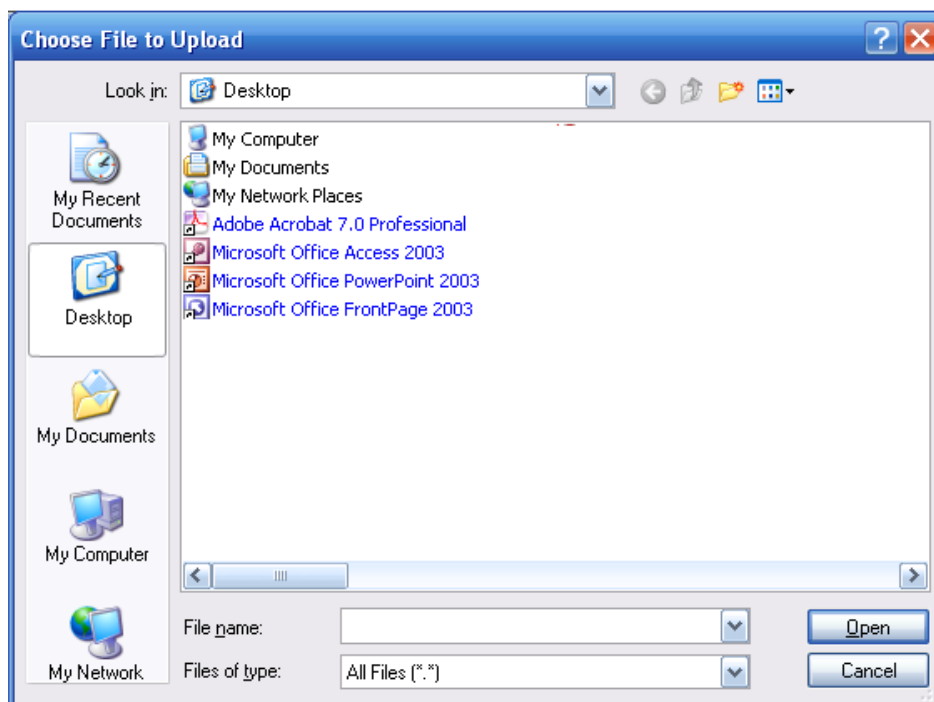 Choose File to Upload
Look in:
Desktop
My Recent
Documents
Desktop
My Documents
My Computer
My Network
My Computer
My Documents
My Network Places
Adobe Acrobat 7.0 Professional
Microsoft Office Access 2003
Microsoft Office PowerPoint 2003
Microsoft Office FrontPage 2003
File name:
Open
Files of type:
All Files (*.*)
Cancel